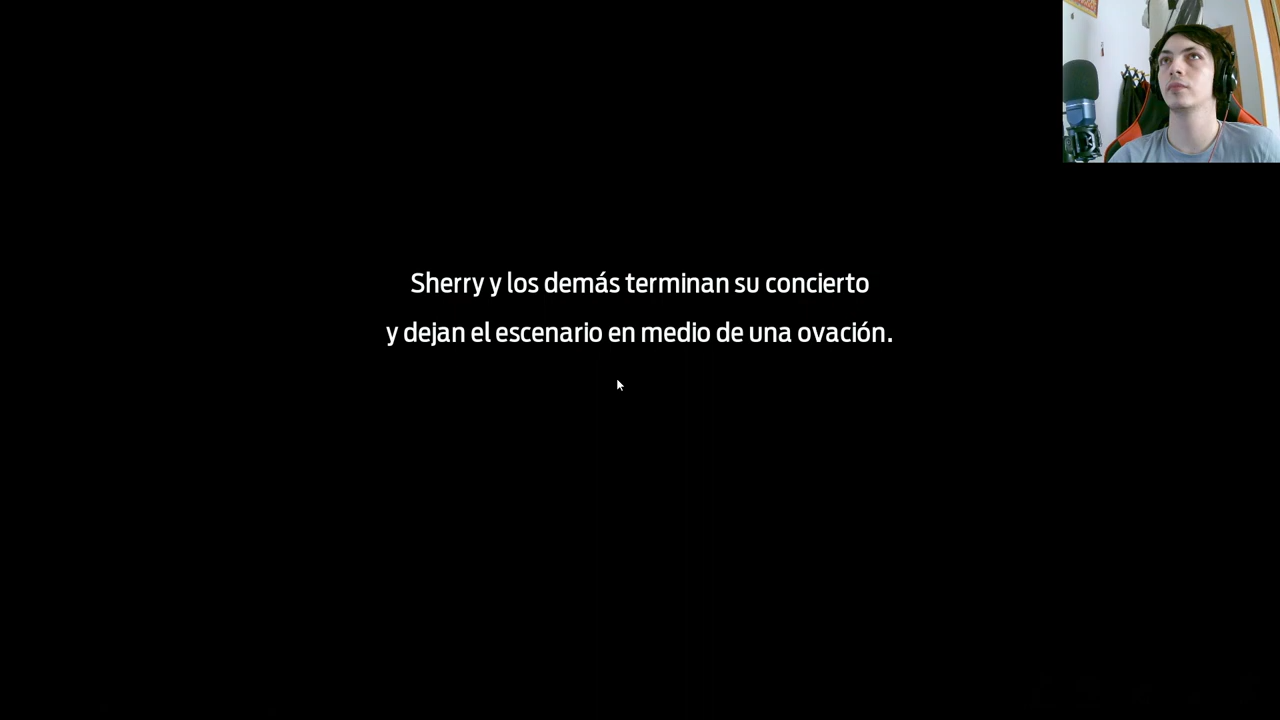 Sherry y los demás terminan su concierto
y dejan el escenario en medio de una ovación.